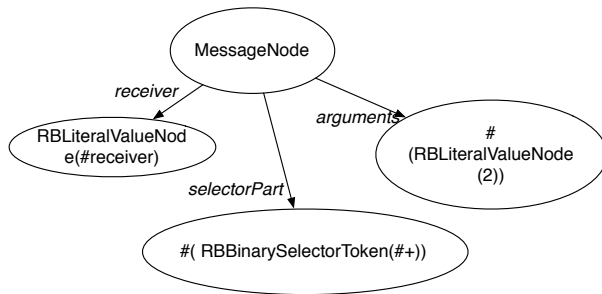 MessageNode
receiver
arguments
RBLiteralValueNod
e(#receiver)
#
(RBLiteralValueNode
(2))
selectorPart
#( RBBinarySelectorToken(#+))